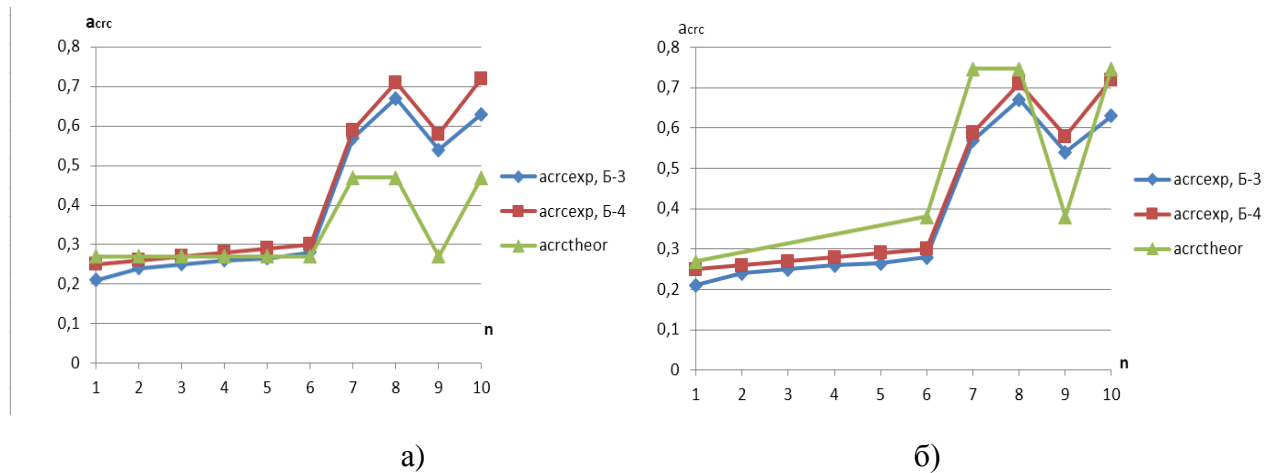 acrc
0,8
0,7
0,6
0,5
0,4
0,3
0,2
0,1
0
1 2 3 4 5 6 7 8 9 10
n
acrcexp, Б-3
acrcexp, Б-4
acrctheor
а)
acrc
0,8
0,7
0,6
0,5
0,4
0,3
0,2
0,1
0
1 2 3 4 5 6 7 8 9 10
n
acrcexp, Б-3
acrcexp, Б-4
acrctheor
б)